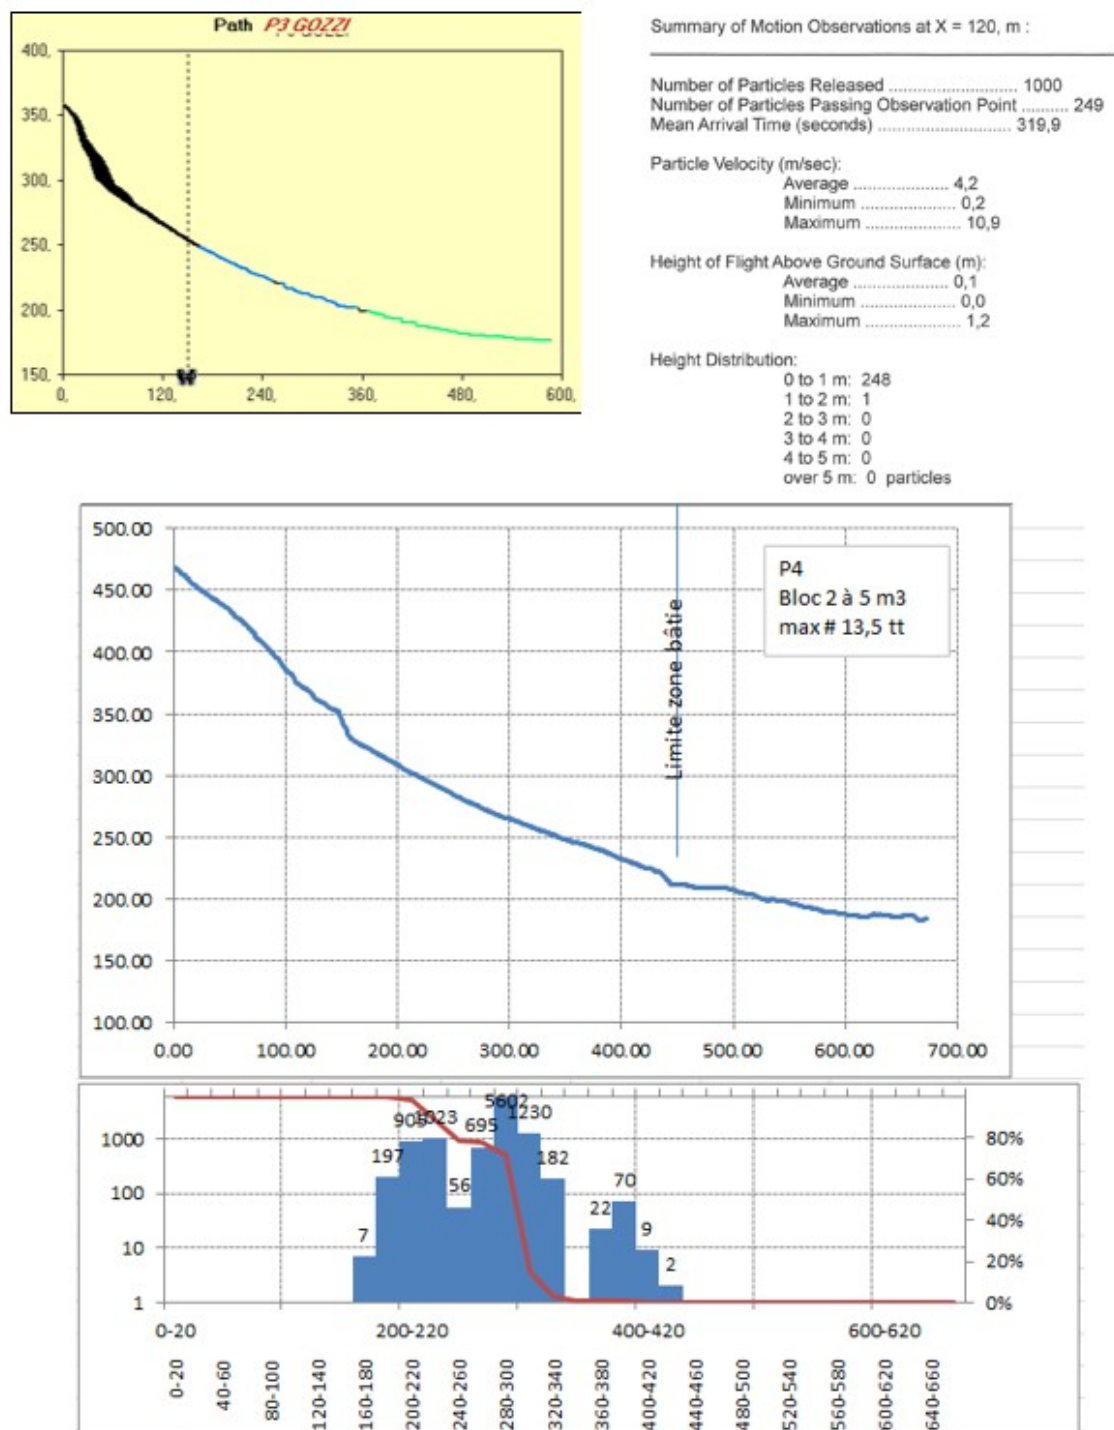 Path P3 GOZZI
400,
350,
300,
250,
200,
150,
0, 120, 240, 360, 480, 600,
W
Summary of Motion Observations at X = 120, m :
Number of Particles Released ............................ 1000
Number of Particles Passing Observation Point .......... 249
Mean Arrival Time (seconds) ............................. 319,9
Particle Velocity (m/sec):
Average ..................... 4,2
Minimum ..................... 0,2
Maximum ..................... 10,9
Height of Flight Above Ground Surface (m):
Average ..................... 0,1
Minimum ..................... 0,0
Maximum ..................... 1,2
Height Distribution:
0 to 1 m: 248
1 to 2 m: 1
2 to 3 m: 0
3 to 4 m: 0
4 to 5 m: 0
over 5 m: 0 particles
500.00
450.00
400.00
350.00
300.00
250.00
200.00
150.00
100.00
0.00 100.00 200.00 300.00 400.00 500.00 600.00 700.00
Limite zone bâtie
P4
Bloc 2 à 5 m3
max # 13,5 tt
1000
100
10
1
7 197 905 1023 56 695 5602 1230 182 22 70 9 2
80%
60%
40%
20%
0%
0-20 200-220 400-420 600-620
0-20
40-60
80-100
120-140
160-180
200-220
240-260
280-300
320-340
360-380
400-420
440-460
480-500
520-540
560-580
600-620
640-660